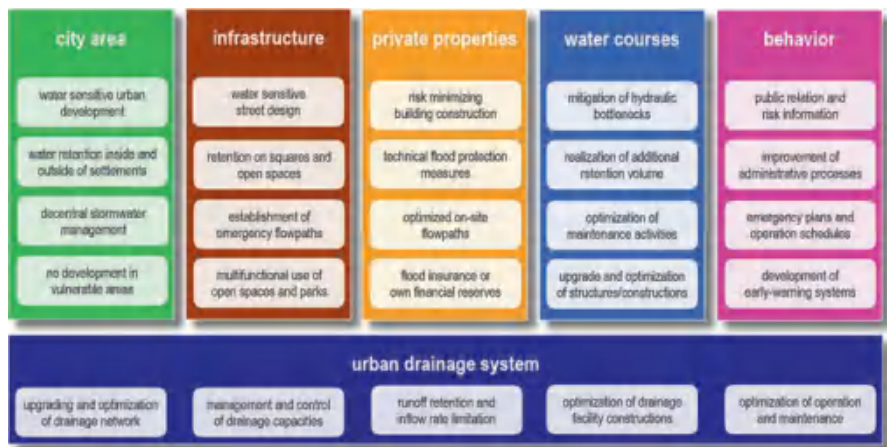 city area
water sensitive urban
development
water retention inside and
outside of settlements
decentral stormwater
management
no development in
vulnerable areas
infrastructure
water sensitive
street design
retention on squares and
open spaces
establishment of
emergency flowpaths
multifunctional use of
open spaces and parks
private properties
risk minimizing
building construction
technical flood protection
measures
optimized on-site
flowpaths
flood insurance or
own financial reserves
water courses
mitigation of hydraulic
bottlenecks
realization of additional
retention volume
optimization of
maintenance activities
upgrade and optimization
of structures/constructions
behavior
public relation and
risk information
improvement of
administrative processes
emergency plans and
operation schedules
development of
early-warning systems
urban drainage system
upgrading and optimization
of drainage network
management and control
of drainage capacities
runoff retention and
inflow rate limitation
optimization of drainage
facility constructions
optimization of operation
and maintenance